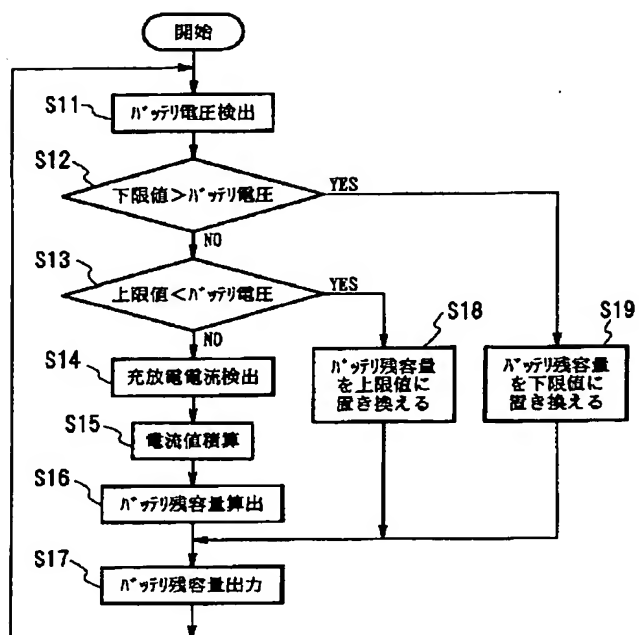 開始
S11
ﾊﾞｯﾃﾘ電圧検出
S12
下限値>ﾊﾞｯﾃﾘ電圧
YES
NO
S13
上限値<ﾊﾞｯﾃﾘ電圧
YES
NO
S18
ﾊﾞｯﾃﾘ残容量
を上限値に
置き換える
S19
ﾊﾞｯﾃﾘ残容量
を下限値に
置き換える
S14
充放電電流検出
S15
電流値積算
S16
ﾊﾞｯﾃﾘ残容量算出
S17
ﾊﾞｯﾃﾘ残容量出力